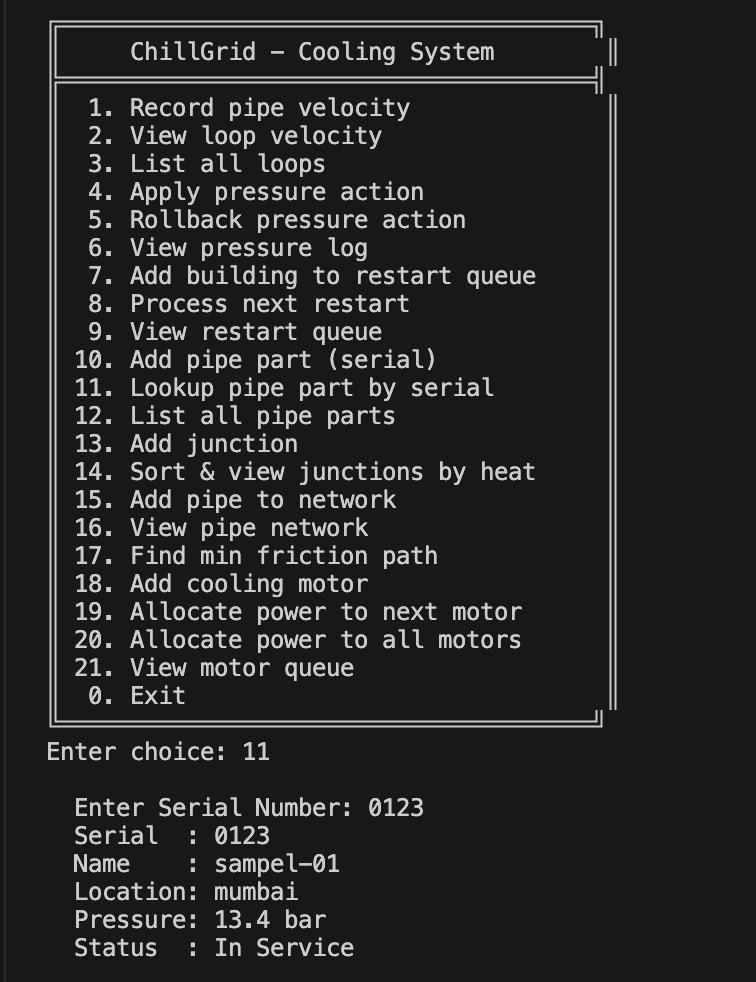 ChillGrid - Cooling System
1. Record pipe velocity
2. View loop velocity
3. List all loops
4. Apply pressure action
5. Rollback pressure action
6. View pressure log
7. Add building to restart queue
8. Process next restart
9. View restart queue
10. Add pipe part (serial)
11. Lookup pipe part by serial
12. List all pipe parts
13. Add junction
14. Sort & view junctions by heat
15. Add pipe to network
16. View pipe network
17. Find min friction path
18. Add cooling motor
19. Allocate power to next motor
20. Allocate power to all motors
21. View motor queue
0. Exit
Enter choice: 11
Enter Serial Number: 0123
Serial  : 0123
Name    : sampel-01
Location: mumbai
Pressure: 13.4 bar
Status  : In Service